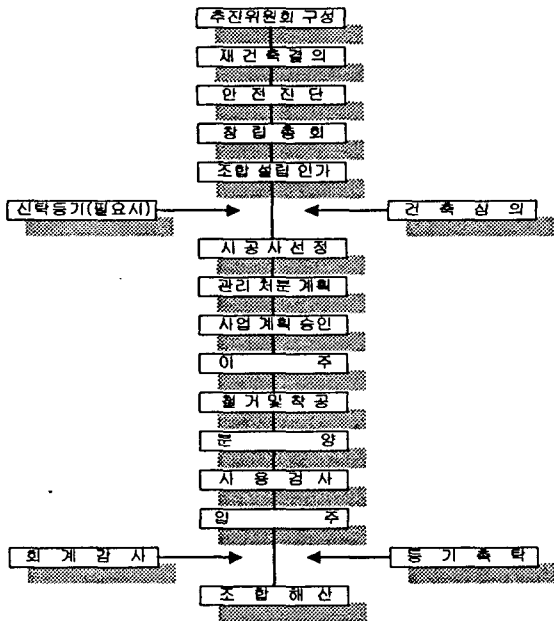 추진위원회 구성
재 건 축 결 의
안 전 진 단
창 립 총 회
조합 설립 인가
신탁등기(필요시)
건 축 심 의
시 공 사 선 정
관리 처분 계획
사업 계획 승인
이 주
철 거 및 착 공
분 양
사 용 검 사
입 주
회 계 감 사
등 기 촉 탁
조 합 해 산